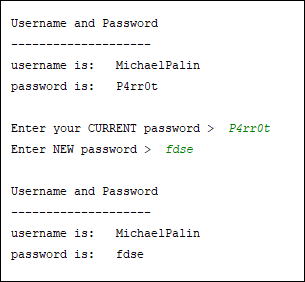 Username and Password
--------------------
username is:   MichaelPalin
password is:   P4rr0t
Enter your CURRENT password >  P4rr0t
Enter NEW password >  fdse
Username and Password
--------------------
username is:   MichaelPalin
password is:   fdse